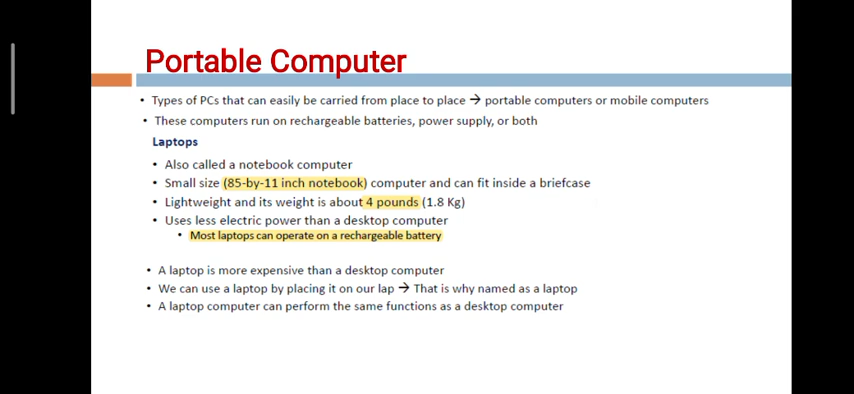 Portable Computer
• Types of PCs that can easily be carried from place to place → portable computers or mobile computers
• These computers run on rechargeable batteries, power supply, or both
Laptops
• Also called a notebook computer
• Small size (85-by-11 inch notebook) computer and can fit inside a briefcase
• Lightweight and its weight is about 4 pounds (1.8 Kg)
• Uses less electric power than a desktop computer
• Most laptops can operate on a rechargeable battery
• A laptop is more expensive than a desktop computer
• We can use a laptop by placing it on our lap → That is why named as a laptop
• A laptop computer can perform the same functions as a desktop computer